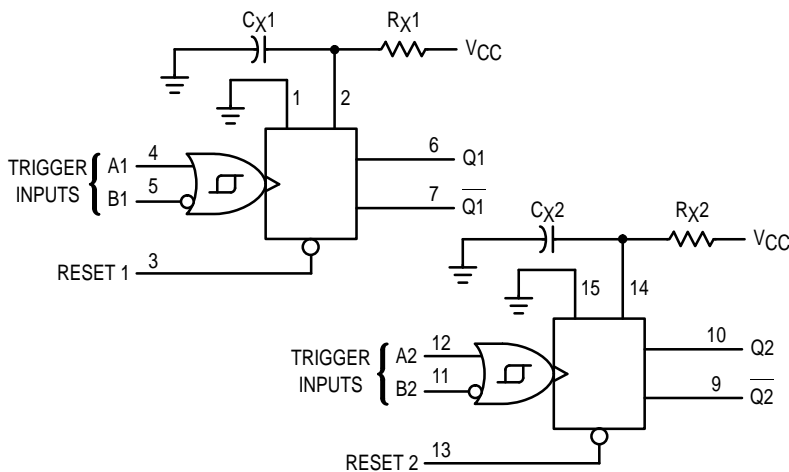 CX1
RX1
VCC
1
2
TRIGGER
INPUTS
A1
4
B1
5
6
Q1
7
Q1
RESET 1
3
CX2
RX2
VCC
15
14
TRIGGER
INPUTS
A2
12
B2
11
10
Q2
9
Q2
RESET 2
13